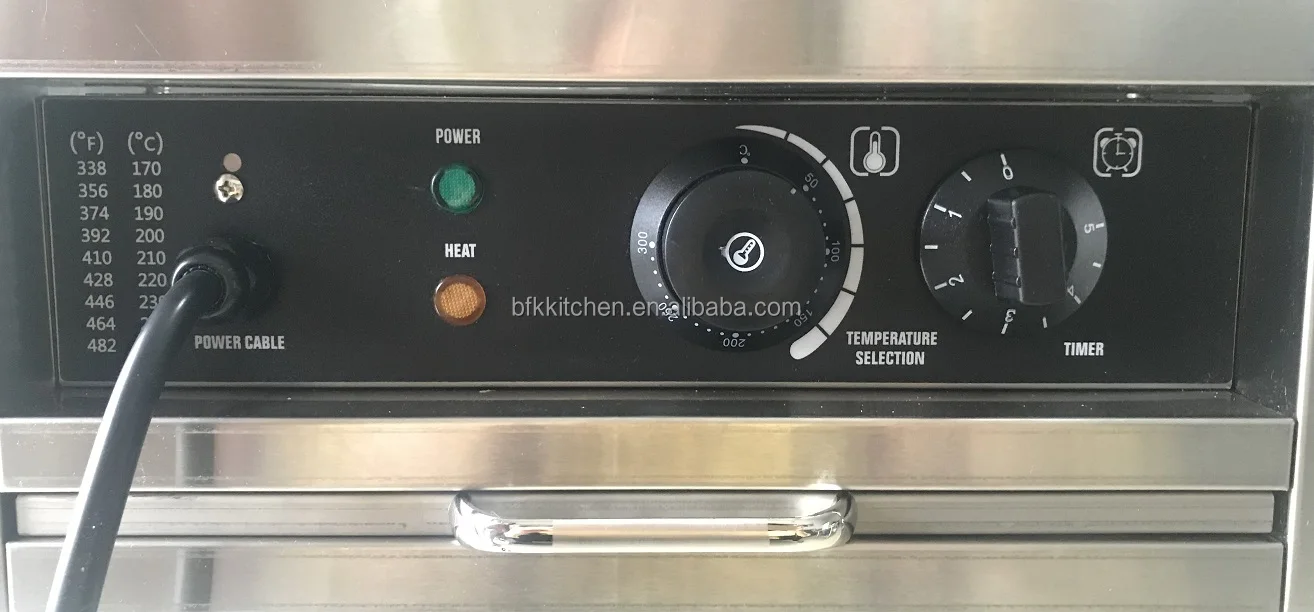 (°F) (°C)
338 170
356 180
374 190
392 200
410 210
428 220
446 230
464
482
POWER CABLE
POWER
HEAT
°C
50
100
150
200
250
300
TEMPERATURE
SELECTION
0
1
2
3
4
5
TIMER
bfkkitchen.en.alibaba.com